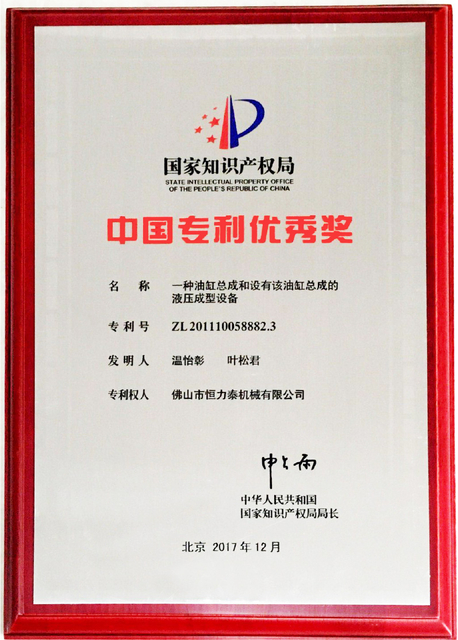 国家知识产权局
STATE INTELLECTUAL PROPERTY OFFICE
OF THE PEOPLE'S REPUBLIC OF CHINA
中国专利优秀奖
名 称 一种油缸总成和设有该油缸总成的
液压成型设备
专利号 ZL201110058882.3
发明人 温怡彰 叶松君
专利权人 佛山市恒力泰机械有限公司
申长雨
中华人民共和国
国家知识产权局局长
北京 2017年12月